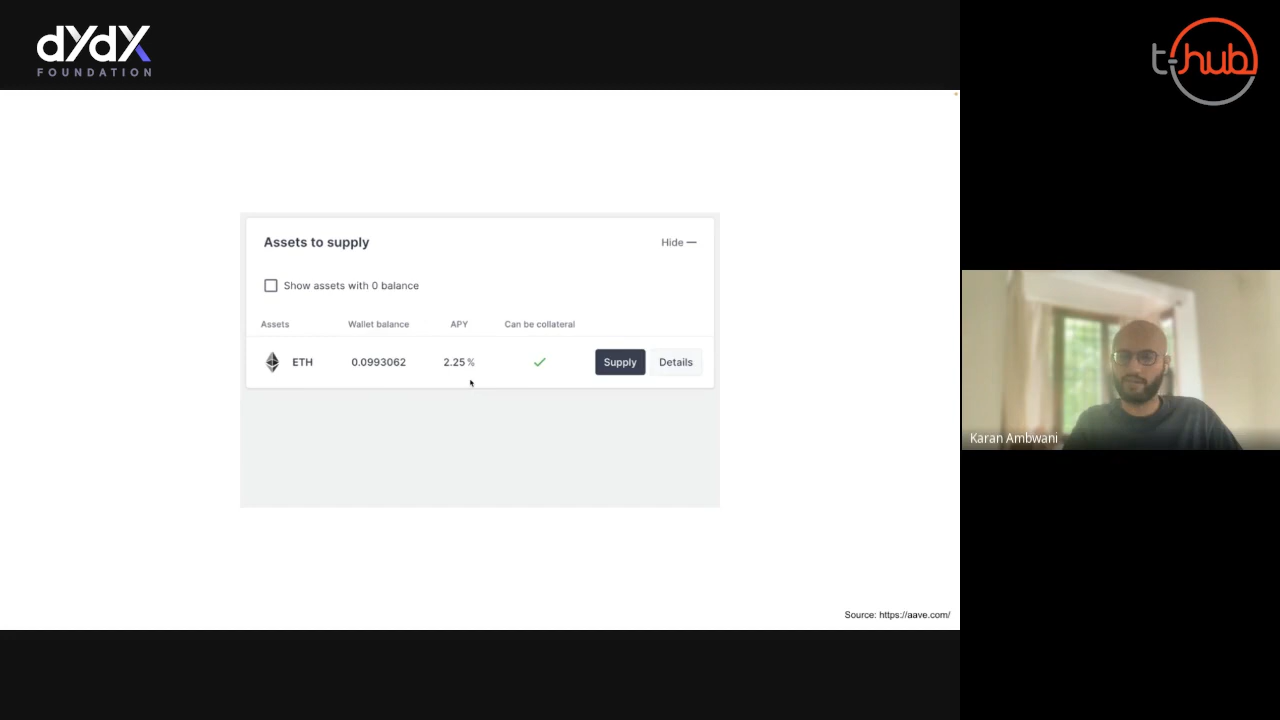 dYdX
FOUNDATION
t-hub
Assets to supply
Hide —
Show assets with 0 balance
Assets Wallet balance APY Can be collateral
ETH 0.0993062 2.25 % Supply Details
Karan Ambwani
Source: https://aave.com/